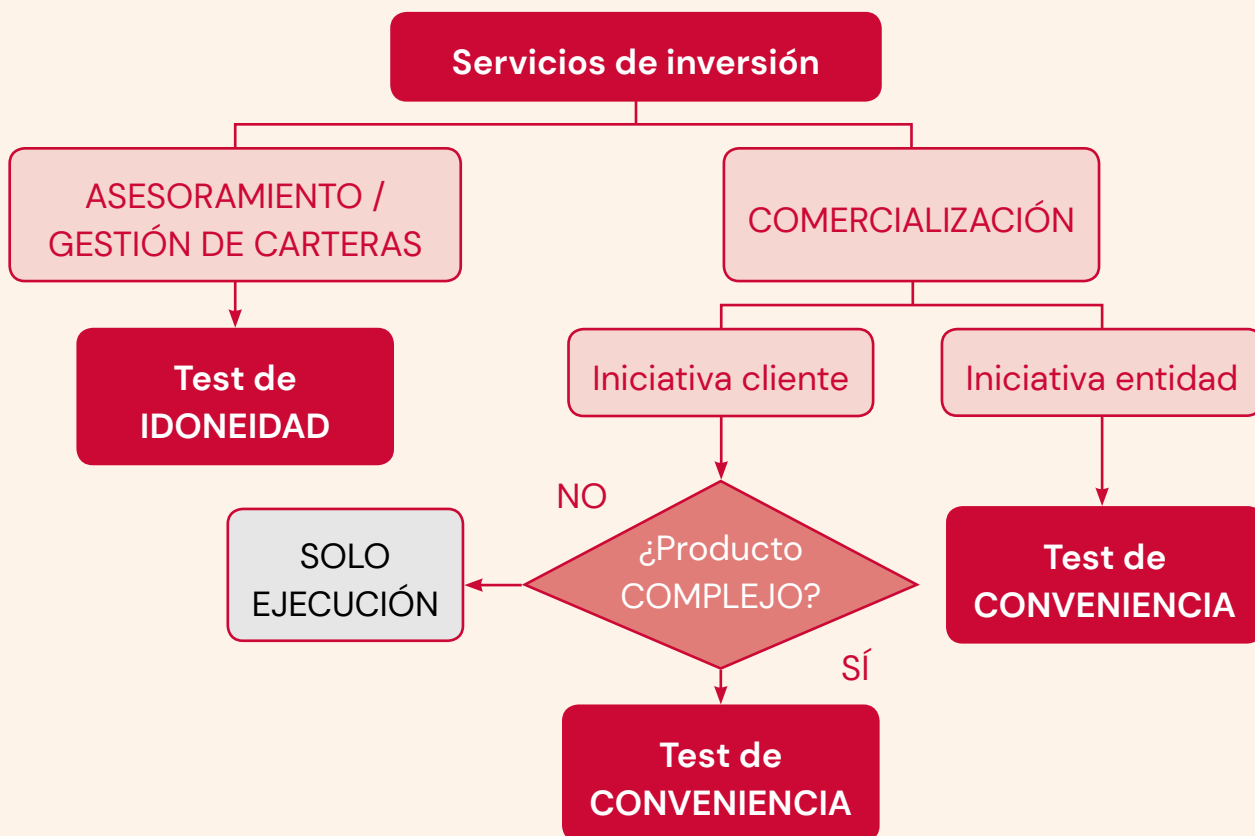 Servicios de inversión
ASESORAMIENTO /
GESTIÓN DE CARTERAS
COMERCIALIZACIÓN
Test de
IDONEIDAD
Iniciativa cliente
Iniciativa entidad
NO
¿Producto
COMPLEJO?
SOLO
EJECUCIÓN
Test de
CONVENIENCIA
SÍ
Test de
CONVENIENCIA